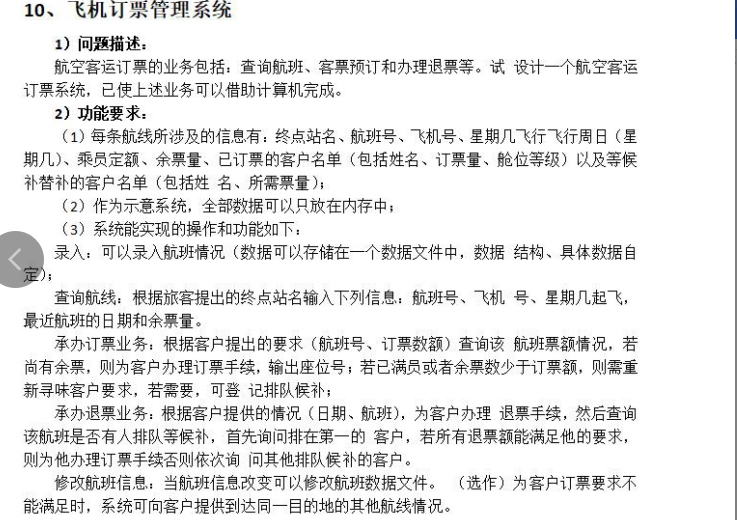 10、飞机订票管理系统
1）问题描述：
航空客运订票的业务包括：查询航班、客票预订和办理退票等。试 设计一个航空客运
订票系统，已使上述业务可以借助计算机完成。
2）功能要求：
（1）每条航线所涉及的信息有：终点站名、航班号、飞机号、星期几飞行飞行周日（星
期几）、乘员定额、余票量、已订票的客户名单（包括姓名、订票量、舱位等级）以及等候
补替补的客户名单（包括姓 名、所需票量）；
（2）作为示意系统，全部数据可以只放在内存中；
（3）系统能实现的操作和功能如下：
录入：可以录入航班情况（数据可以存储在一个数据文件中，数据 结构、具体数据自
定）；
查询航线：根据旅客提出的终点站名输入下列信息：航班号、飞机 号、星期几起飞，
最近航班的日期和余票量。
承办订票业务：根据客户提出的要求（航班号、订票数额）查询该 航班票额情况，若
尚有余票，则为客户办理订票手续，输出座位号；若已满员或者余票数少于订票额，则需重
新寻味客户要求，若需要，可登 记排队候补；
承办退票业务：根据客户提供的情况（日期、航班），为客户办理 退票手续，然后查询
该航班是否有人排队等候补，首先询问排在第一的 客户，若所有退票额能满足他的要求，
则为他办理订票手续否则依次询 问其他排队候补的客户。
修改航班信息：当航班信息改变可以修改航班数据文件。 （选作）为客户订票要求不
能满足时，系统可向客户提供到达同一目的地的其他航线情况。